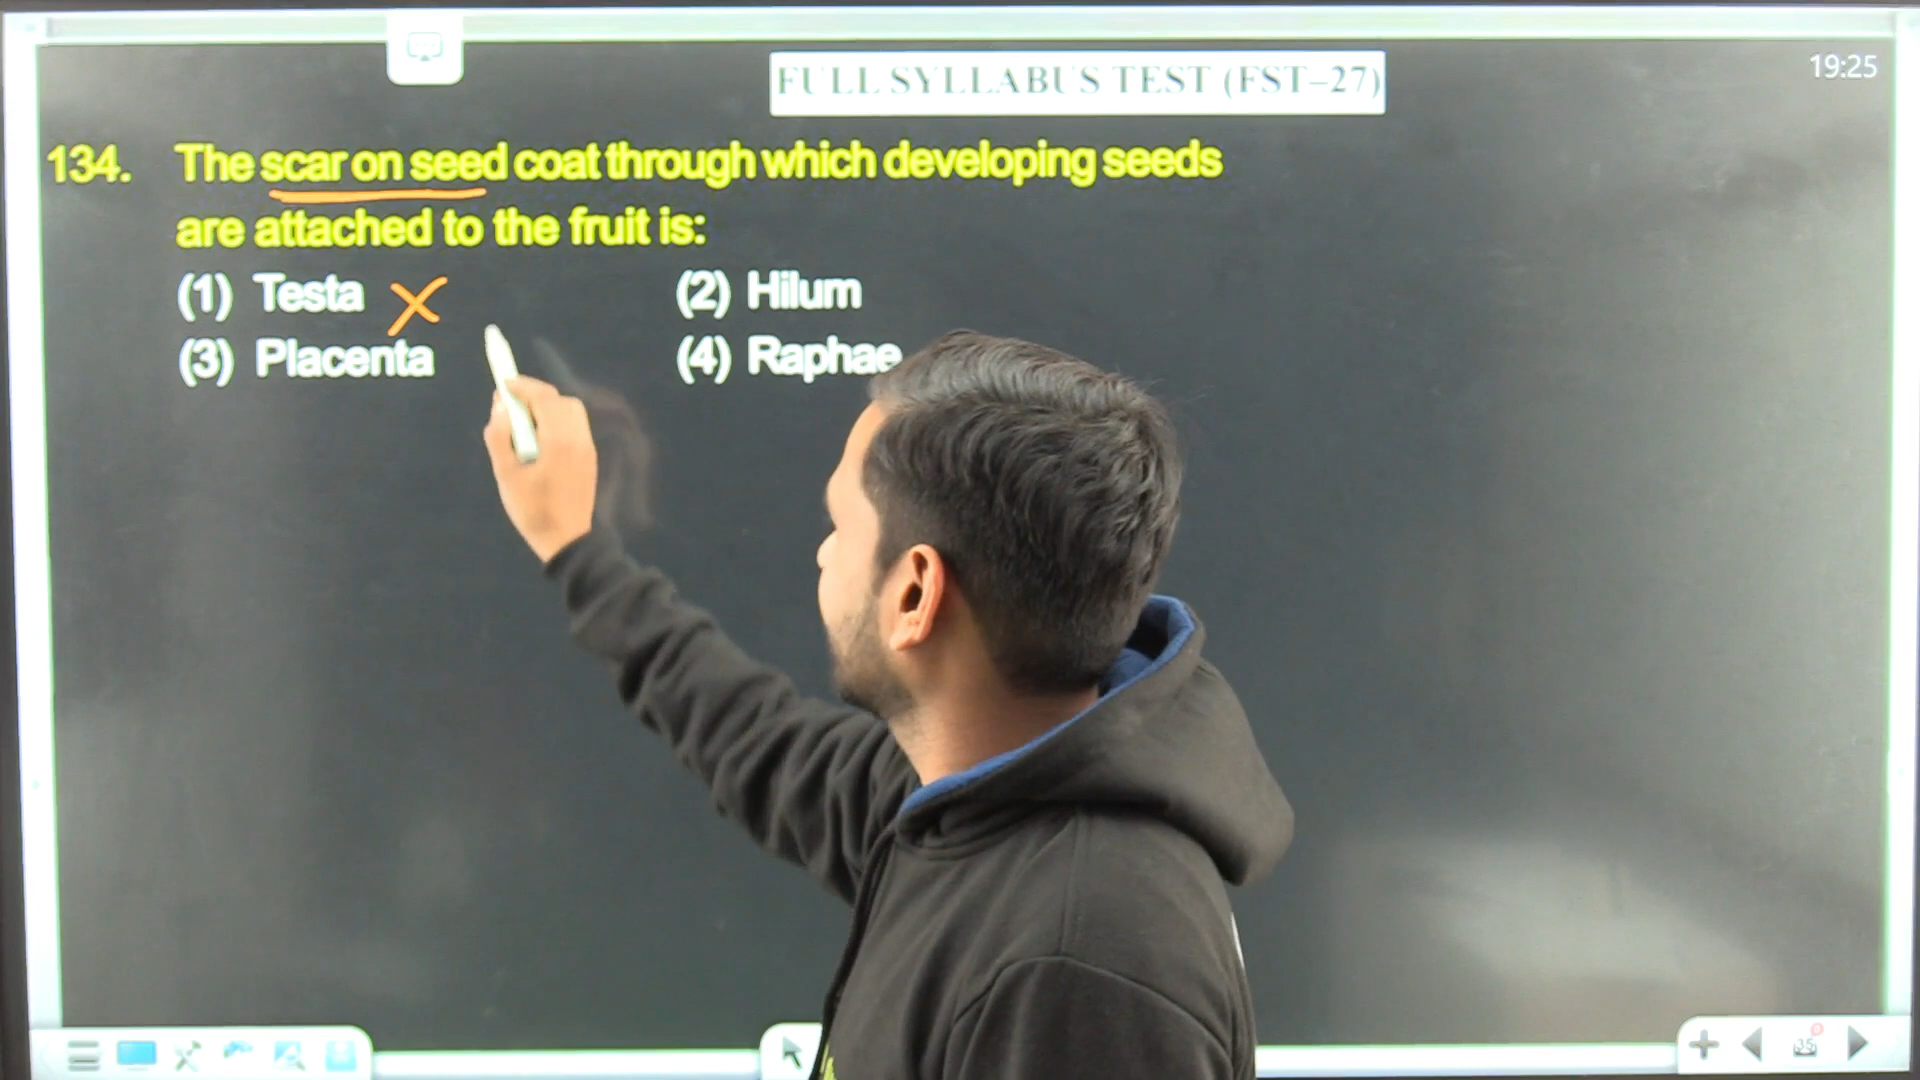 FULL SYLLABUS TEST (FST–27)
19:25
134. The scar on seed coat through which developing seeds
are attached to the fruit is:
(1) Testa (2) Hilum
(3) Placenta (4) Raphae
35